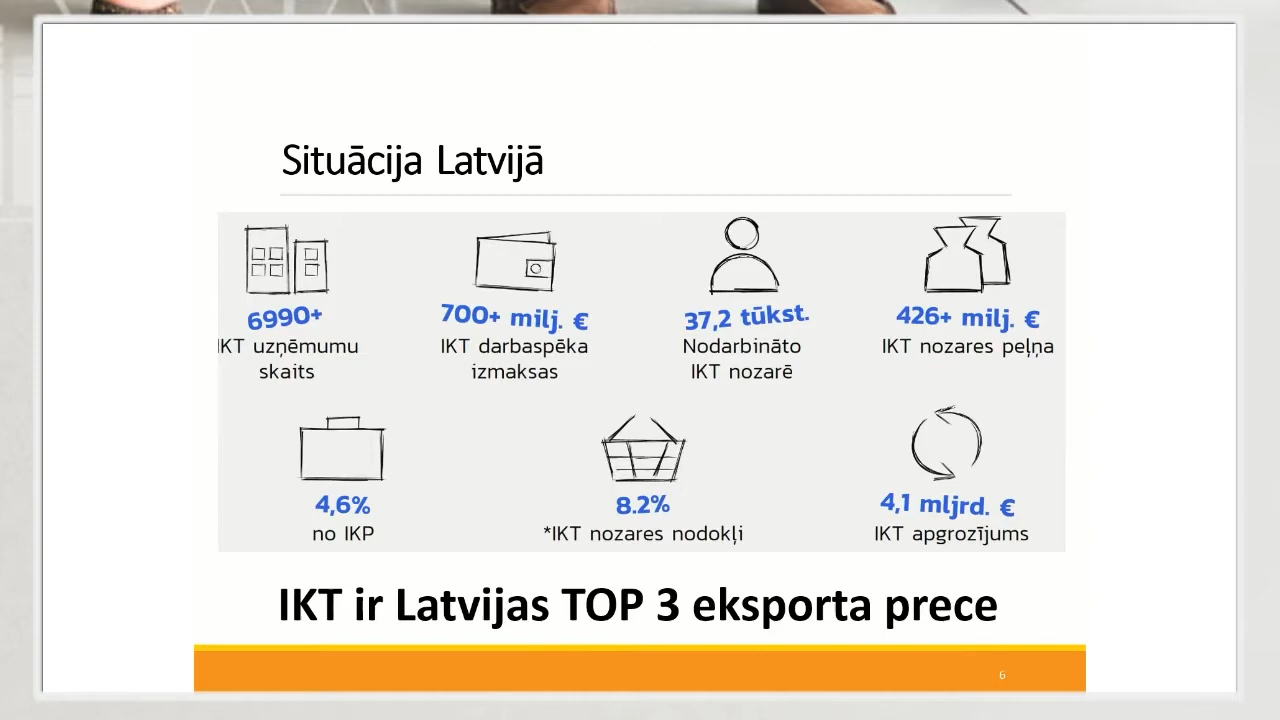 Situācija Latvijā
6990+
IKT uzņēmumu
skaits
700+ milj. €
IKT darbaspēka
izmaksas
37,2 tūkst.
Nodarbināto
IKT nozarē
426+ milj. €
IKT nozares peļņa
4,6%
no IKP
8.2%
*IKT nozares nodokļi
4,1 mljrd. €
IKT apgrozījums
IKT ir Latvijas TOP 3 eksporta prece
6